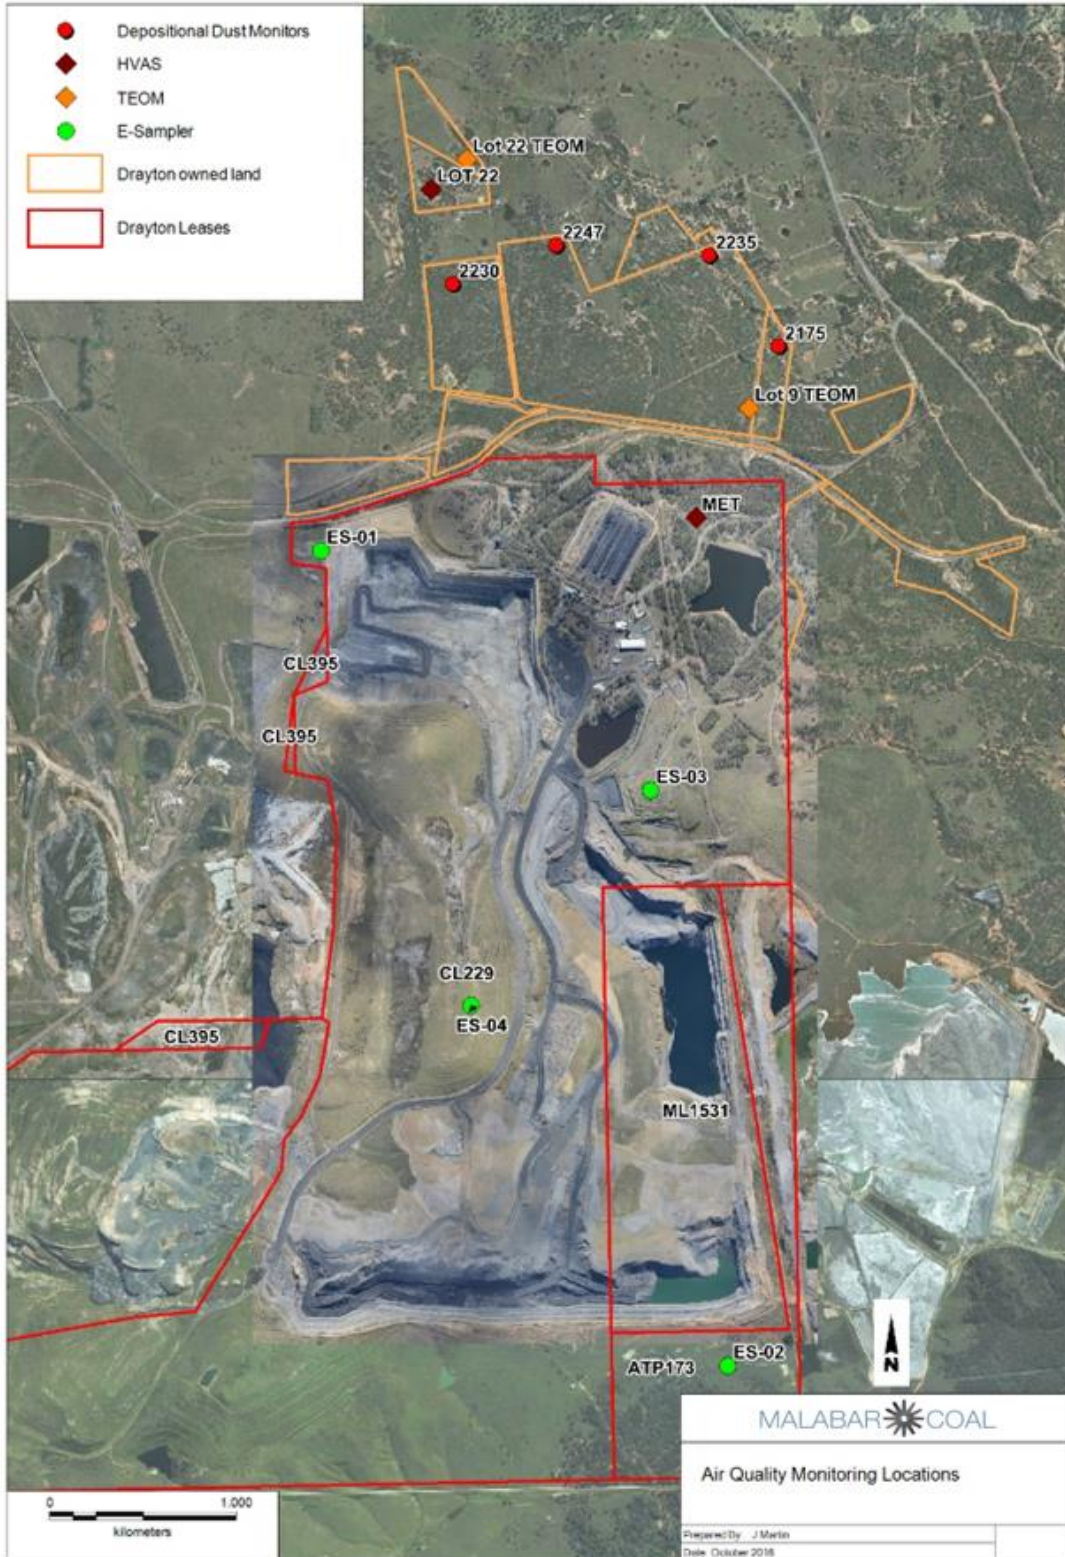 Depositional Dust Monitors
HVAS
TEOM
E-Sampler
Drayton owned land
Drayton Leases
Lot 22 TEOM
LOT 22
2247
2235
2230
2175
Lot 9 TEOM
MET
ES-01
CL395
CL395
ES-03
CL229
ES-04
CL395
ML1531
ES-02
ATP173
N
MALABAR COAL
Air Quality Monitoring Locations
0 1.000
kilometers
Prepared By: J Martin
Date: October 2016